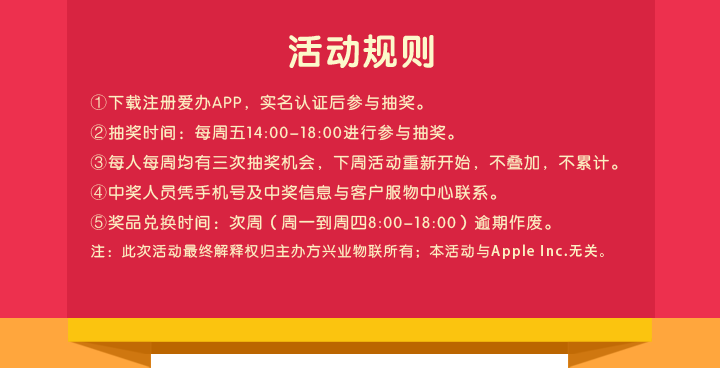 活动规则
①下载注册爱办APP，实名认证后参与抽奖。
②抽奖时间：每周五14:00-18:00进行参与抽奖。
③每人每周均有三次抽奖机会，下周活动重新开始，不叠加，不累计。
④中奖人员凭手机号及中奖信息与客户服物中心联系。
⑤奖品兑换时间：次周（周一到周四8:00-18:00）逾期作废。
注：此次活动最终解释权归主办方兴业物联所有；本活动与Apple Inc.无关。